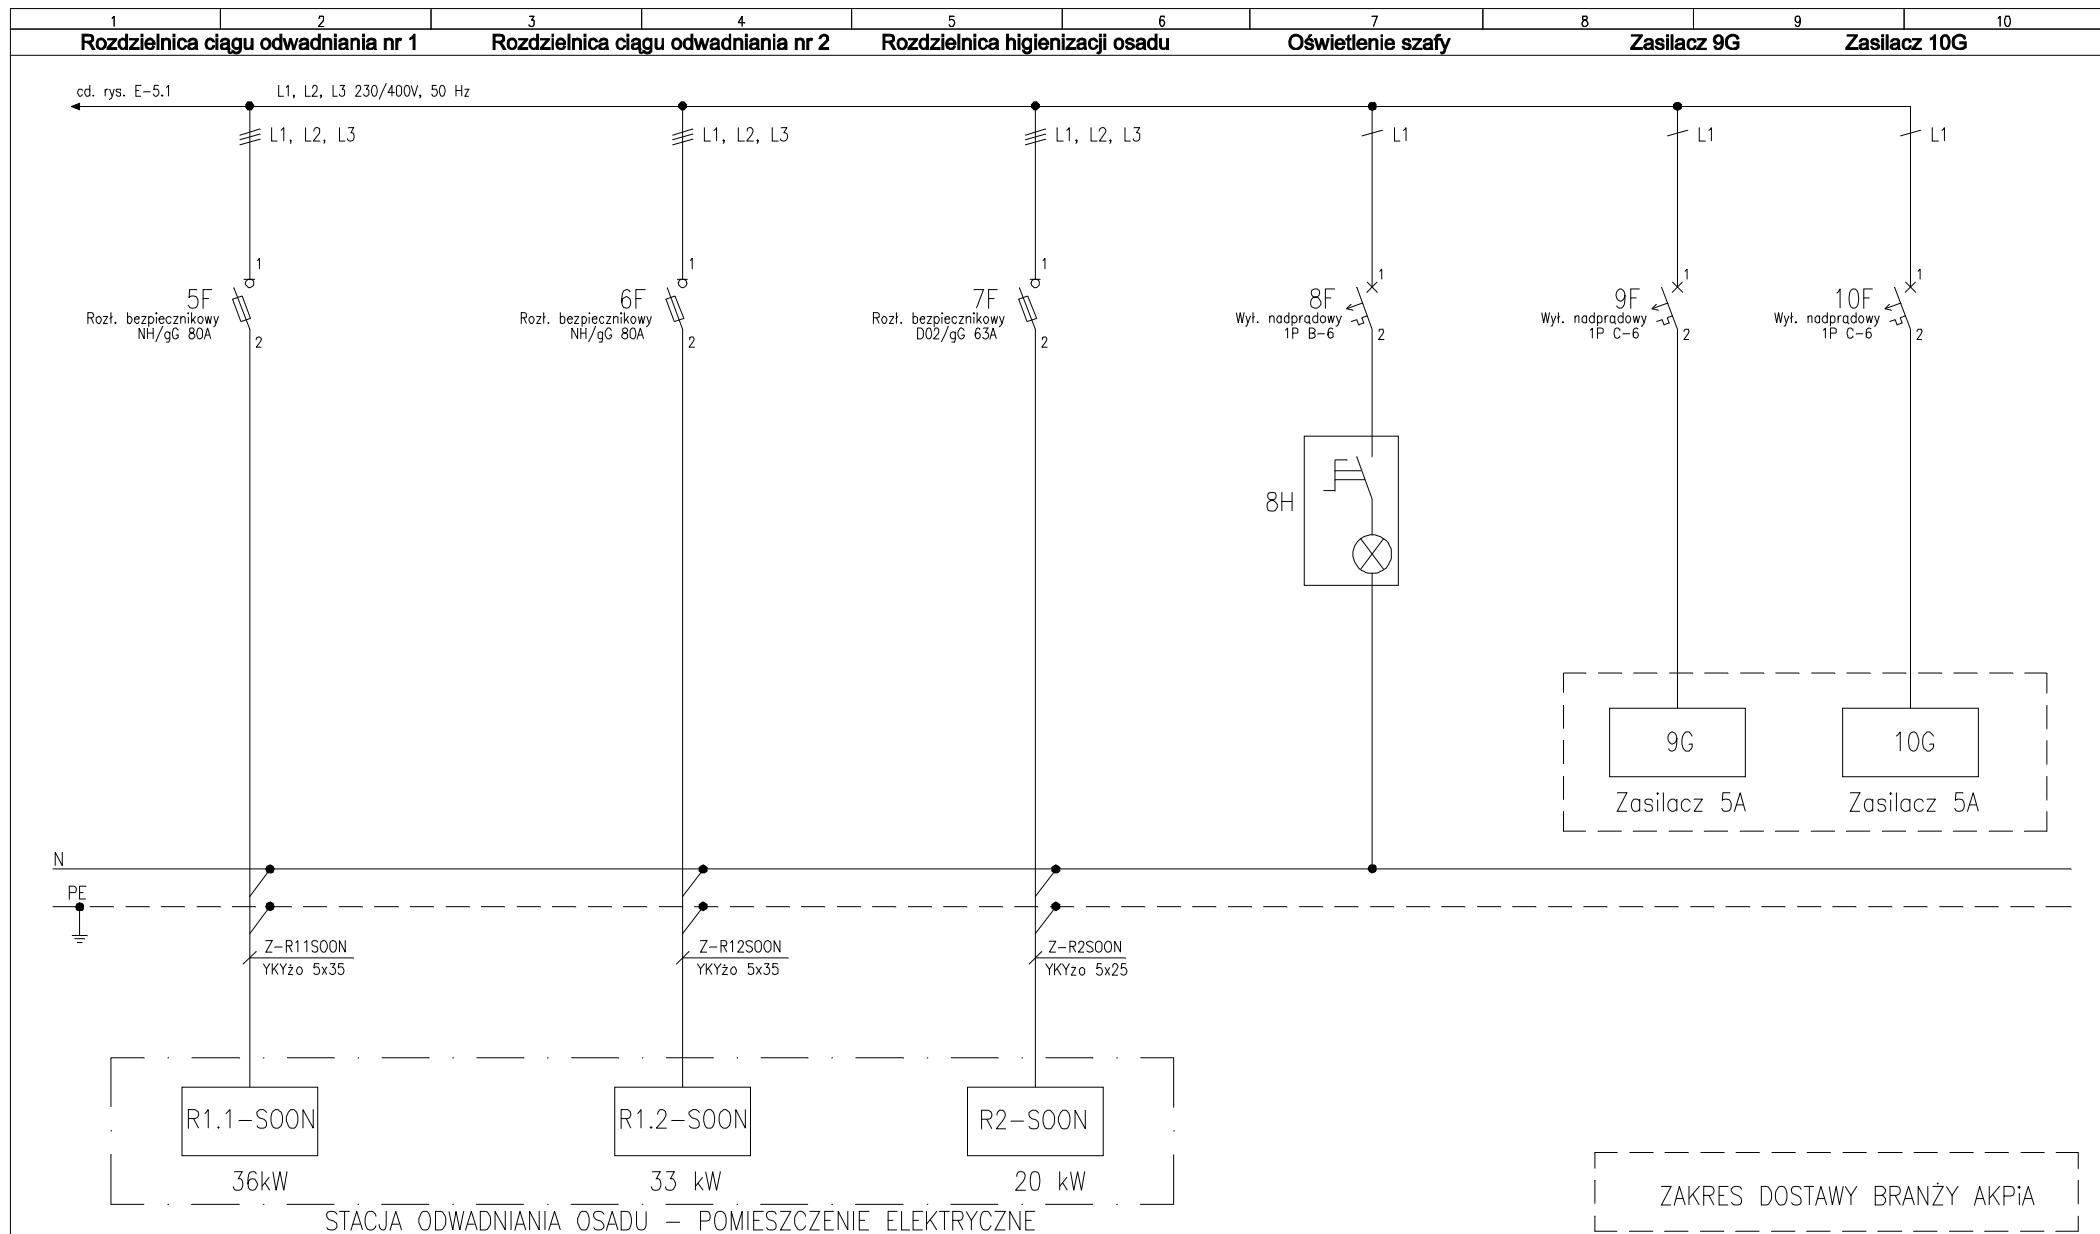 1 2 3 4 5 6 7 8 9 10
Rozdzielnica ciągu odwadniania nr 1 Rozdzielnica ciągu odwadniania nr 2 Rozdzielnica higienizacji osadu Oświetlenie szafy Zasilacz 9G Zasilacz 10G
cd. rys. E-5.1 L1, L2, L3 230/400V, 50 Hz
L1, L2, L3 L1, L2, L3 L1, L2, L3 L1 L1 L1
1 1 1 1 1 1
5F 6F 7F 8F 9F 10F
Rozł. bezpiecznikowy Rozł. bezpiecznikowy Rozł. bezpiecznikowy Wył. nadprądowy Wył. nadprądowy Wył. nadprądowy
NH/gG 80A NH/gG 80A D02/gG 63A 1P B-6 1P C-6 1P C-6
2 2 2 2 2 2
8H
9G 10G
Zasilacz 5A Zasilacz 5A
N
PE
Z-R11SOON Z-R12SOON Z-R2SOON
YKYżo 5x35 YKYżo 5x35 YKYzo 5x25
R1.1-SOON R1.2-SOON R2-SOON
36kW 33 kW 20 kW
ZAKRES DOSTAWY BRANŻY AKPiA
STACJA ODWADNIANIA OSADU - POMIESZCZENIE ELEKTRYCZNE